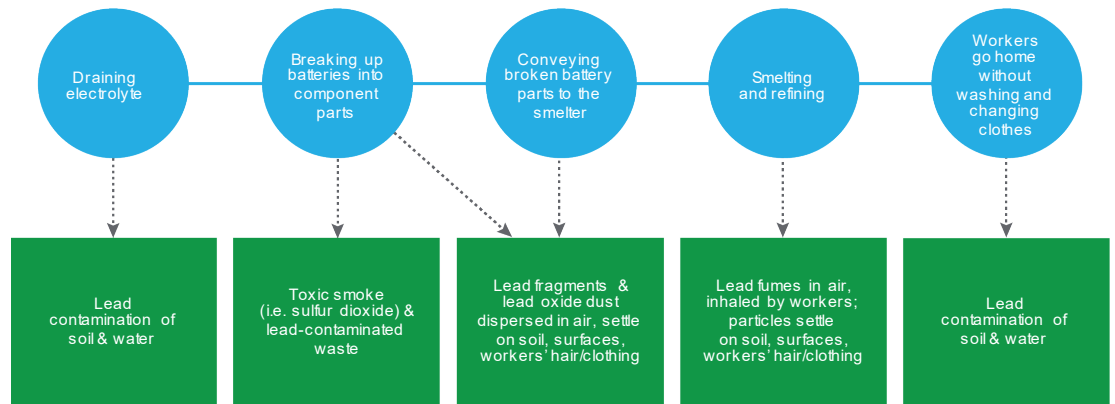 Draining
electrolyte
Breaking up
batteries into
component
parts
Conveying
broken battery
parts to the
smelter
Smelting
and refining
Workers
go home
without
washing and
changing
clothes
Lead
contamination of
soil & water
Toxic smoke
(i.e. sulfur dioxide) &
lead-contaminated
waste
Lead fragments &
lead oxide dust
dispersed in air, settle
on soil, surfaces,
workers' hair/clothing
Lead fumes in air,
inhaled by workers;
particles settle
on soil, surfaces,
workers' hair/clothing
Lead
contamination of
soil & water